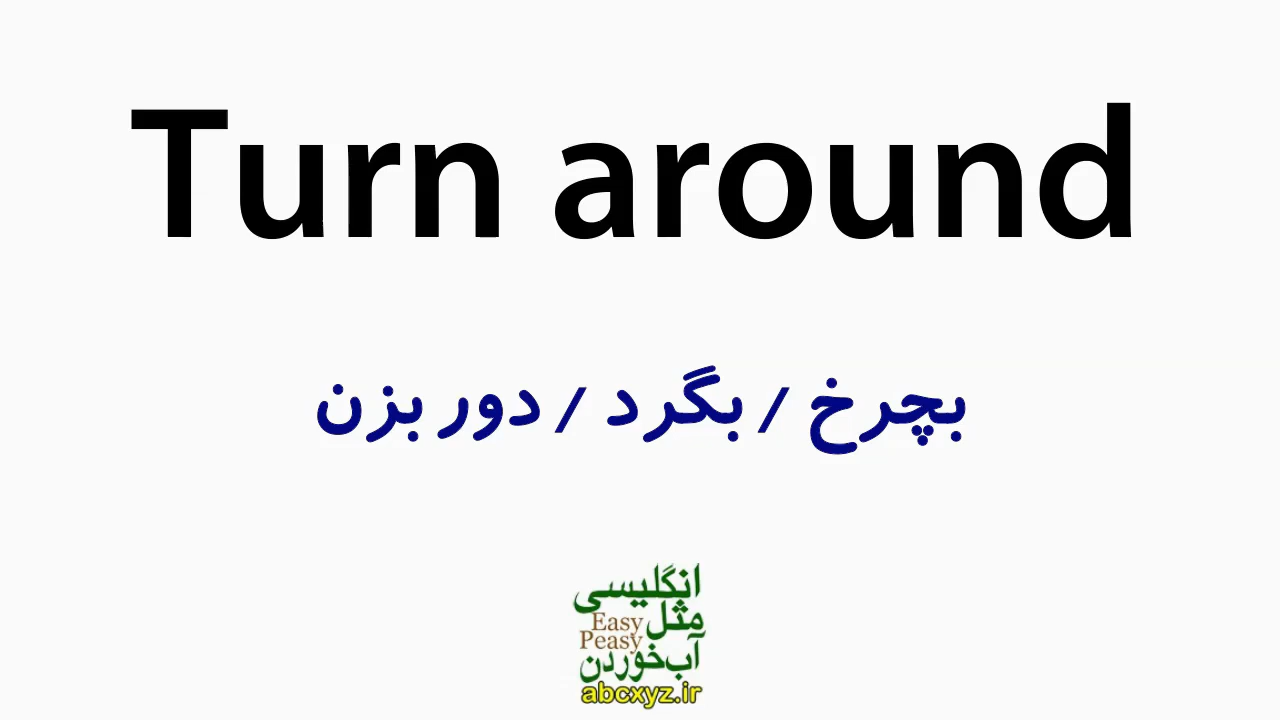 Turn around
بچرخ / بگرد / دور بزن
انگلیسی
مثل Easy
Peasy
آب‌خوردن
abcxyz.ir